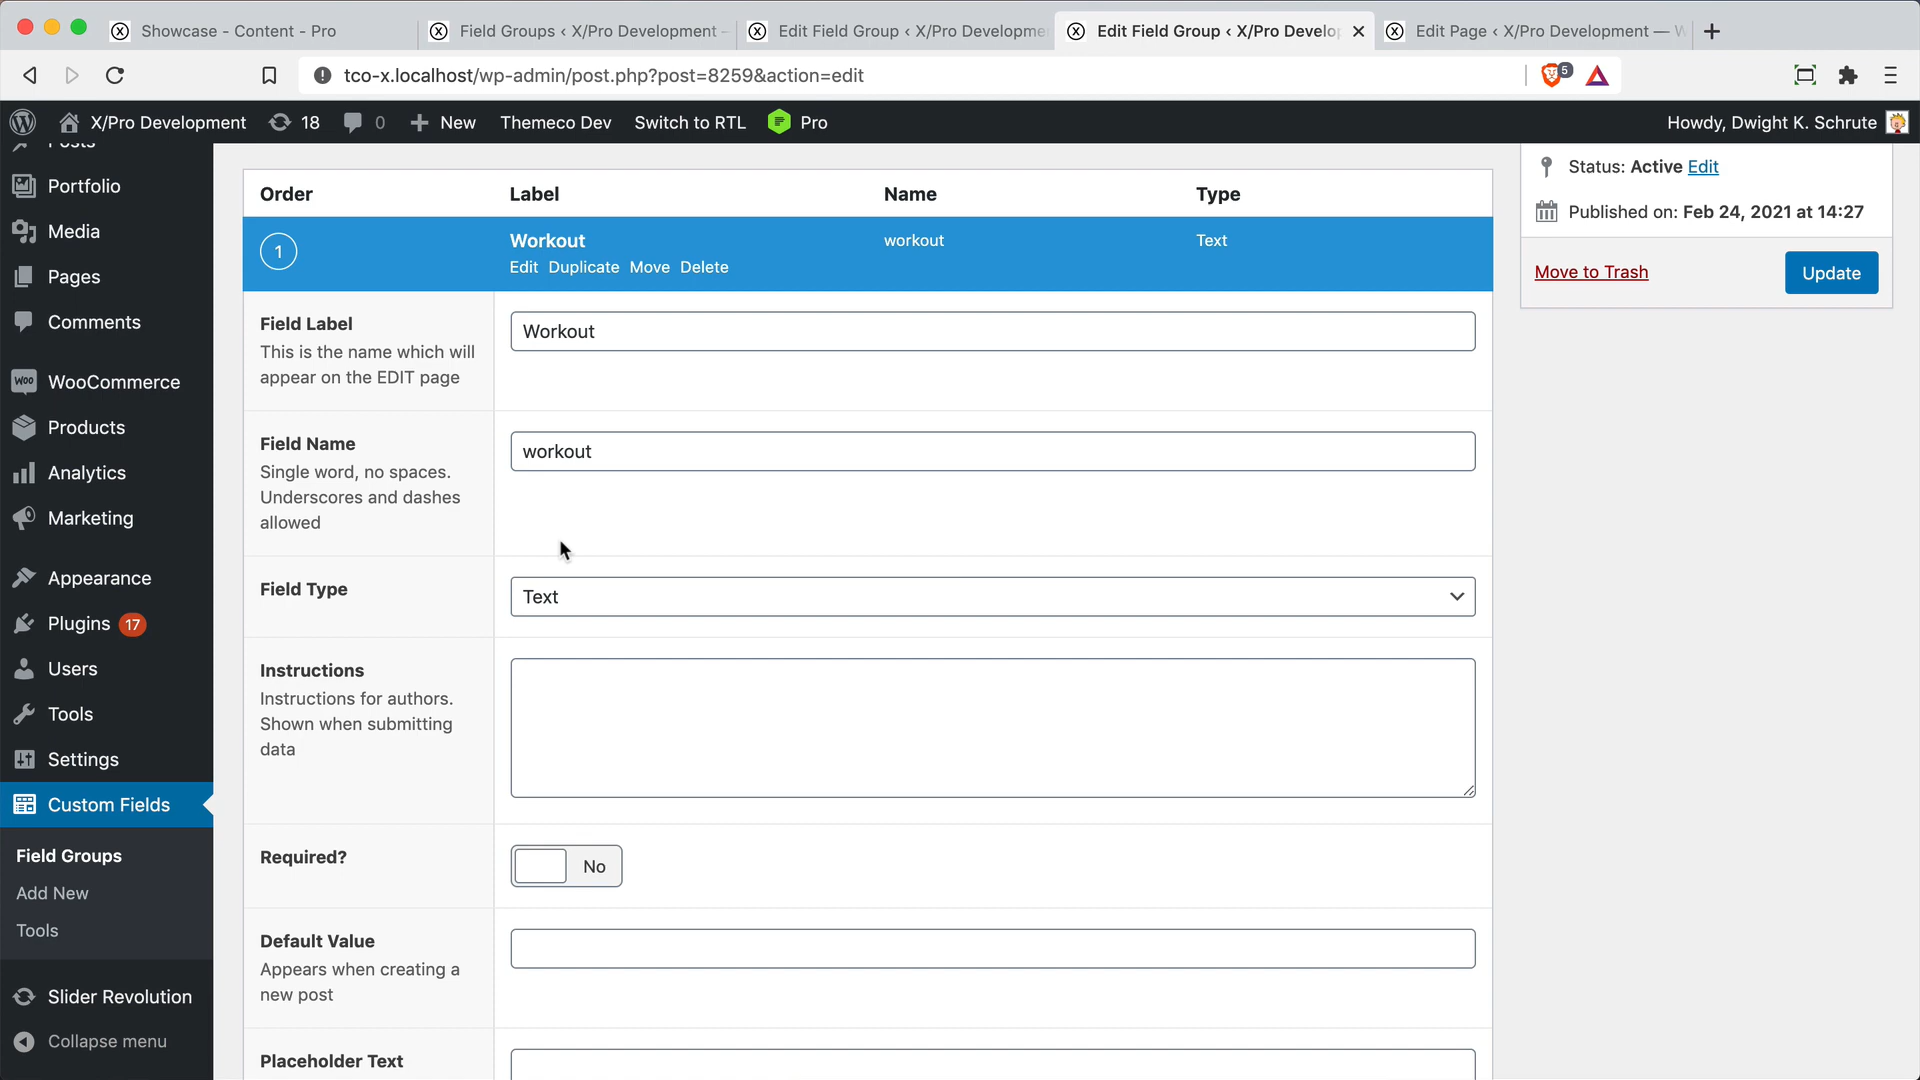 Showcase - Content - Pro
Field Groups ‹ X/Pro Development
Edit Field Group ‹ X/Pro Developme
Edit Field Group ‹ X/Pro Develo
Edit Page ‹ X/Pro Development — W
tco-x.localhost/wp-admin/post.php?post=8259&action=edit
5
X/Pro Development
18
0
New
Themeco Dev
Switch to RTL
Pro
Howdy, Dwight K. Schrute
Posts
Portfolio
Media
Pages
Comments
WooCommerce
Products
Analytics
Marketing
Appearance
Plugins 17
Users
Tools
Settings
Custom Fields
Field Groups
Add New
Tools
Slider Revolution
Collapse menu
Order Label Name Type
1 Workout workout Text
Edit Duplicate Move Delete
Field Label
This is the name which will
appear on the EDIT page
Workout
Field Name
Single word, no spaces.
Underscores and dashes
allowed
workout
Field Type
Text
Instructions
Instructions for authors.
Shown when submitting
data
Required?
No
Default Value
Appears when creating a
new post
Placeholder Text
Status: Active Edit
Published on: Feb 24, 2021 at 14:27
Move to Trash
Update